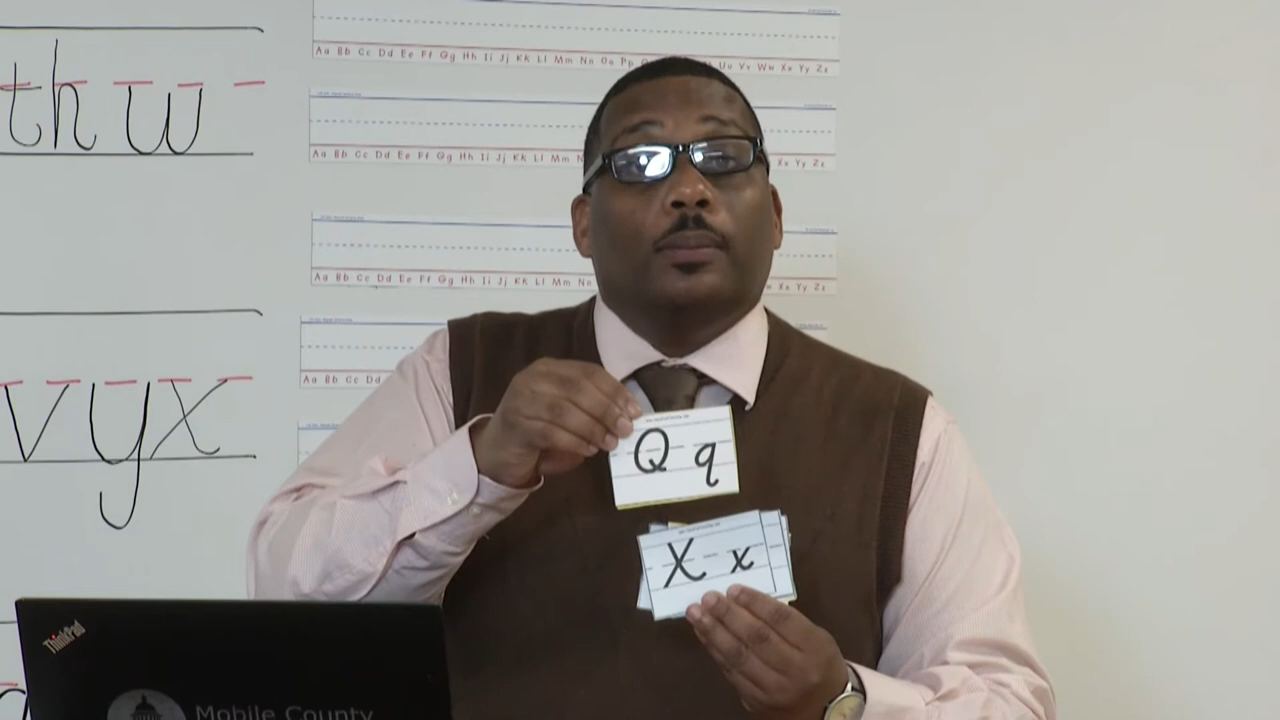 Aa Bb Cc Dd Ee Ff Gg Hh Ii Jj Kk Ll Mm Nn Oo Pp Uu Vv Ww Xx Yy Zz
th w
Aa Bb Cc Dd Ee Ff Gg Hh Ii Jj Kk Ll Mm N Xx Yy Zz
Aa Bb Cc Dd Ee Ff Gg Hh Ii Jj Kk Ll Mm Nn Xx Yy Zz
Aa Bb Cc Dd
v y x
Q q
X x
ThinkPad
Mobile County